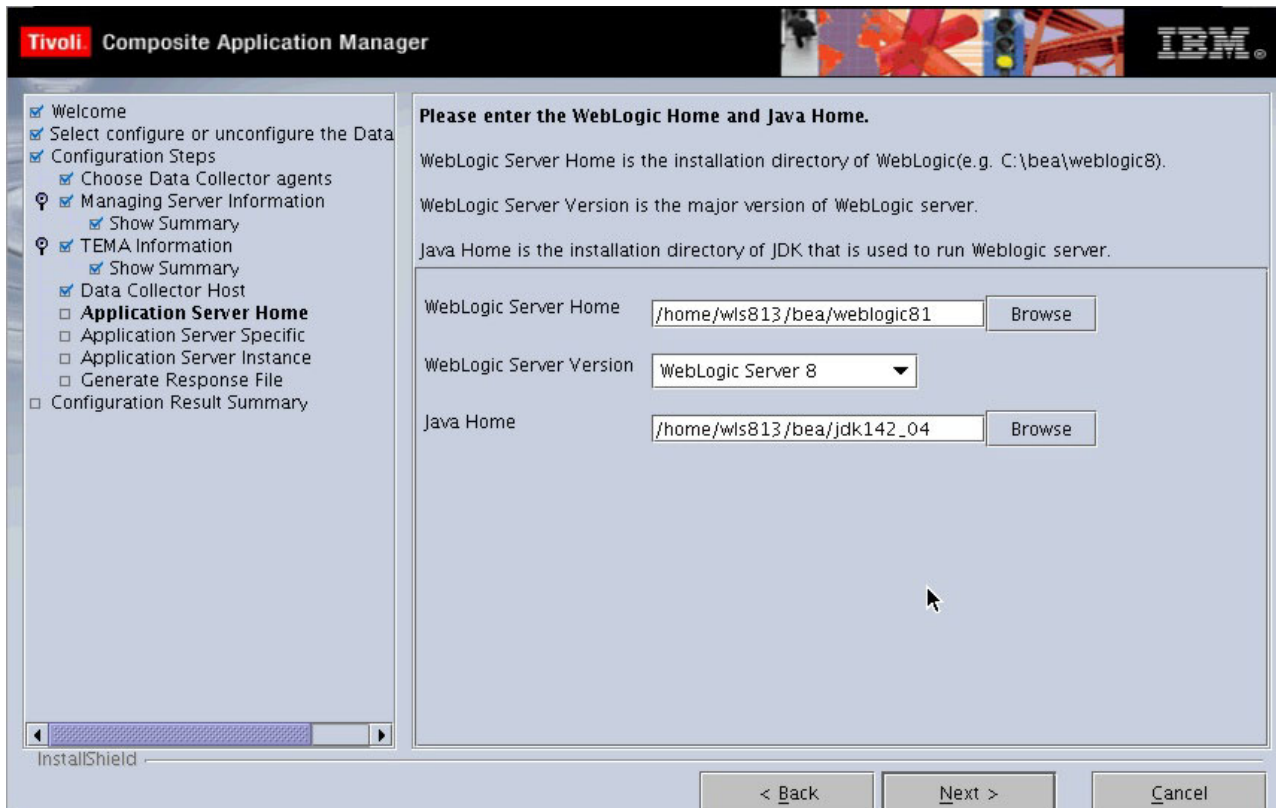 Tivoli. Composite Application Manager
IBM®
Welcome
Select configure or unconfigure the Data
Configuration Steps
Choose Data Collector agents
Managing Server Information
Show Summary
TEMA Information
Show Summary
Data Collector Host
Application Server Home
Application Server Specific
Application Server Instance
Generate Response File
Configuration Result Summary
Please enter the WebLogic Home and Java Home.
WebLogic Server Home is the installation directory of WebLogic(e.g. C:\bea\weblogic8).
WebLogic Server Version is the major version of WebLogic server.
Java Home is the installation directory of JDK that is used to run Weblogic server.
WebLogic Server Home /home/wls813/bea/weblogic81 Browse
WebLogic Server Version WebLogic Server 8
Java Home /home/wls813/bea/jdk142_04 Browse
InstallShield
< Back Next > Cancel